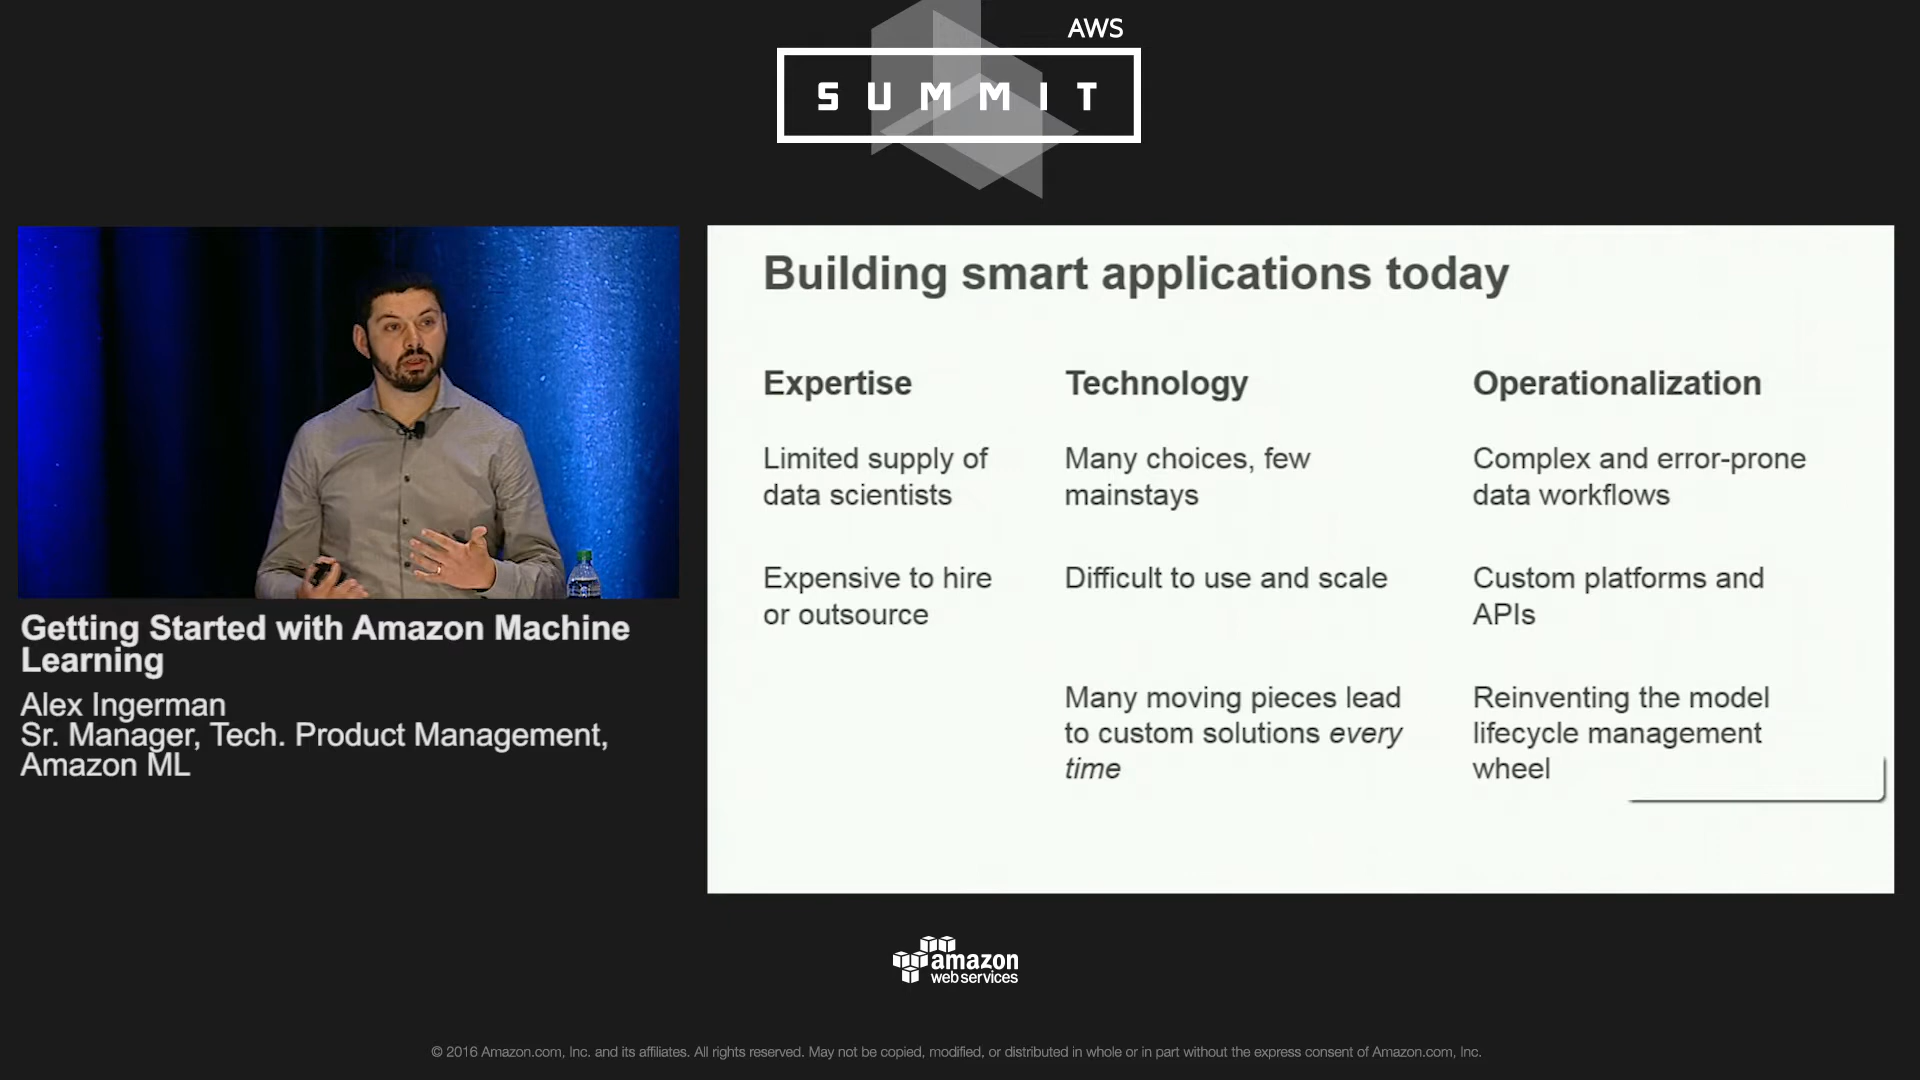 AWS
SUMMIT
Building smart applications today
Expertise
Limited supply of
data scientists
Expensive to hire
or outsource
Technology
Many choices, few
mainstays
Difficult to use and scale
Many moving pieces lead
to custom solutions every
time
Operationalization
Complex and error-prone
data workflows
Custom platforms and
APIs
Reinventing the model
lifecycle management
wheel
Getting Started with Amazon Machine
Learning
Alex Ingerman
Sr. Manager, Tech. Product Management,
Amazon ML
amazon
webservices
© 2016 Amazon.com, Inc. and its affiliates. All rights reserved. May not be copied, modified, or distributed in whole or in part without the express consent of Amazon.com, Inc.